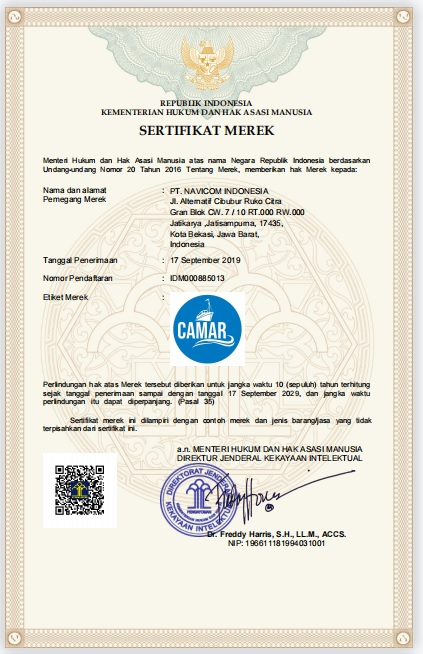 REPUBLIK INDONESIA
KEMENTERIAN HUKUM DAN HAK ASASI MANUSIA
SERTIFIKAT MEREK
Menteri Hukum dan Hak Asasi Manusia atas nama Negara Republik Indonesia berdasarkan
Undang-undang Nomor 20 Tahun 2016 Tentang Merek, memberikan hak Merek kepada:
Nama dan alamat Pemegang Merek : PT. NAVICOM INDONESIA
Jl. Alternatif Cibubur Ruko Citra
Gran Blok CW. 7 / 10 RT.000 RW.000
Jatikarya ,Jatisampurna, 17435,
Kota Bekasi, Jawa Barat,
Indonesia
Tanggal Penerimaan : 17 September 2019
Nomor Pendaftaran : IDM000885013
Etiket Merek :
CAMAR
Perlindungan hak atas Merek tersebut diberikan untuk jangka waktu 10 (sepuluh) tahun terhitung
sejak tanggal penerimaan sampai dengan tanggal 17 September 2029, dan jangka waktu
perlindungan itu dapat diperpanjang. (Pasal 35)
Sertifikat merek ini dilampiri dengan contoh merek dan jenis barang/jasa yang tidak
terpisahkan dari sertifikat ini.
a.n. MENTERI HUKUM DAN HAK ASASI MANUSIA
DIREKTUR JENDERAL KEKAYAAN INTELEKTUAL
DIREKTORAT JENDERAL
KEKAYAAN INTELEKTUAL
Dr. Freddy Harris, S.H., LL.M., ACCS.
NIP: 196611181994031001